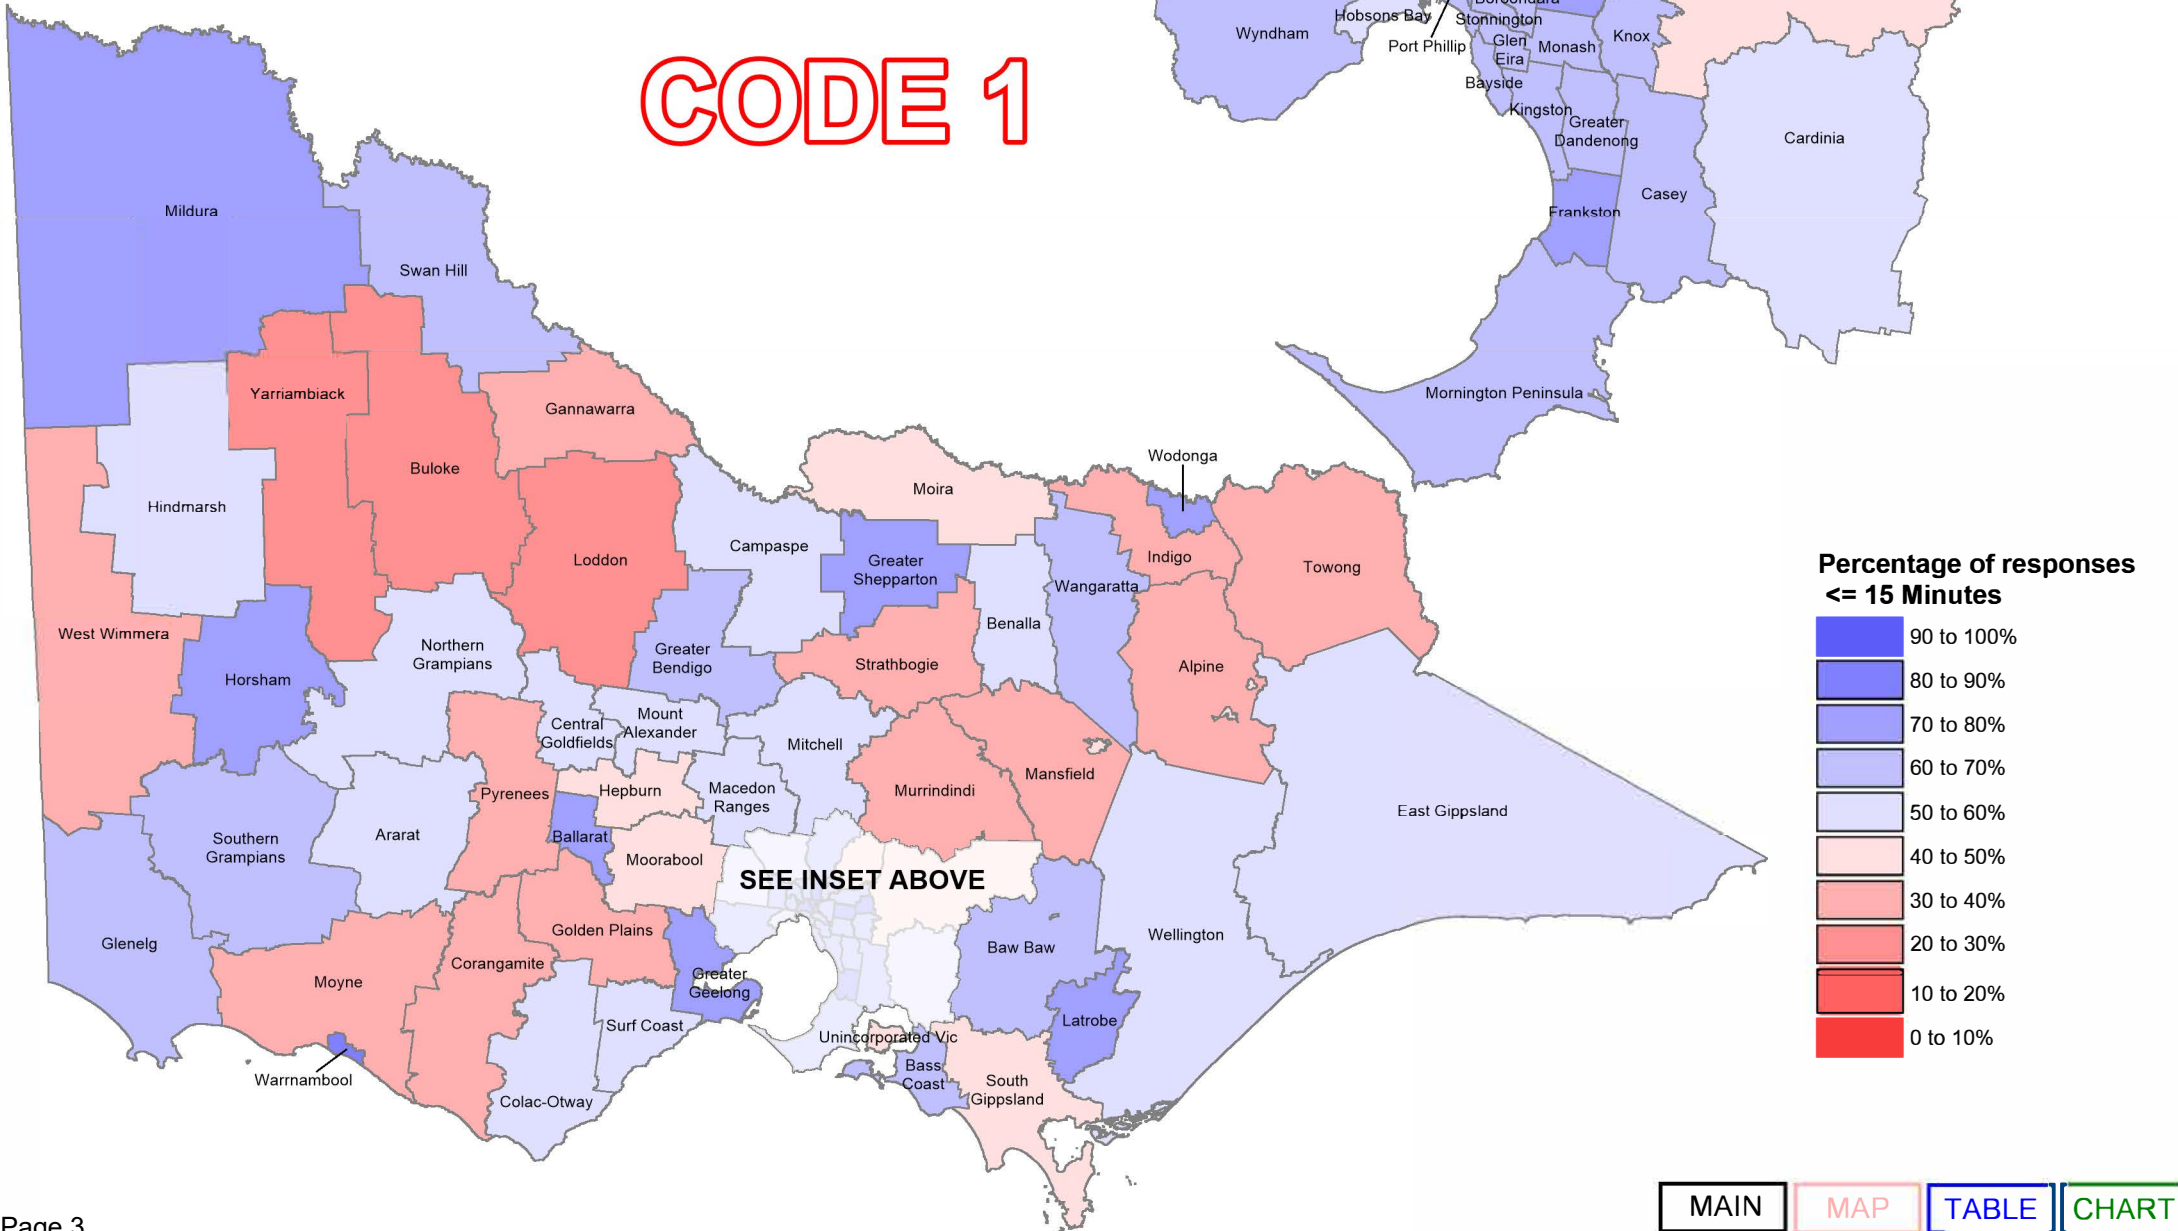 Boroondara
Hobsons Bay
Stonnington
Wyndham
Port Phillip
Glen
Eira
Monash
Knox
Bayside
Kingston
Greater
Dandenong
Cardinia
Casey
Frankston
Mornington Peninsula
CODE 1
Mildura
Swan Hill
Yarriambiack
Gannawarra
Buloke
Hindmarsh
Moira
Wodonga
Campaspe
Loddon
Greater
Shepparton
Indigo
Towong
Wangaratta
Benalla
West Wimmera
Northern
Grampians
Greater
Bendigo
Strathbogie
Alpine
Horsham
Central
Goldfields
Mount
Alexander
Mitchell
Mansfield
Pyrenees
Hepburn
Macedon
Ranges
Murrindindi
East Gippsland
Southern
Grampians
Ararat
Ballarat
Moorabool
SEE INSET ABOVE
Glenelg
Golden Plains
Wellington
Baw Baw
Moyne
Corangamite
Greater
Geelong
Surf Coast
Latrobe
Unincorporated Vic
Warrnambool
Bass
Coast
South
Gippsland
Colac-Otway
Percentage of responses
<= 15 Minutes
90 to 100%
80 to 90%
70 to 80%
60 to 70%
50 to 60%
40 to 50%
30 to 40%
20 to 30%
10 to 20%
0 to 10%
MAIN
MAP
TABLE
CHART
Page 3